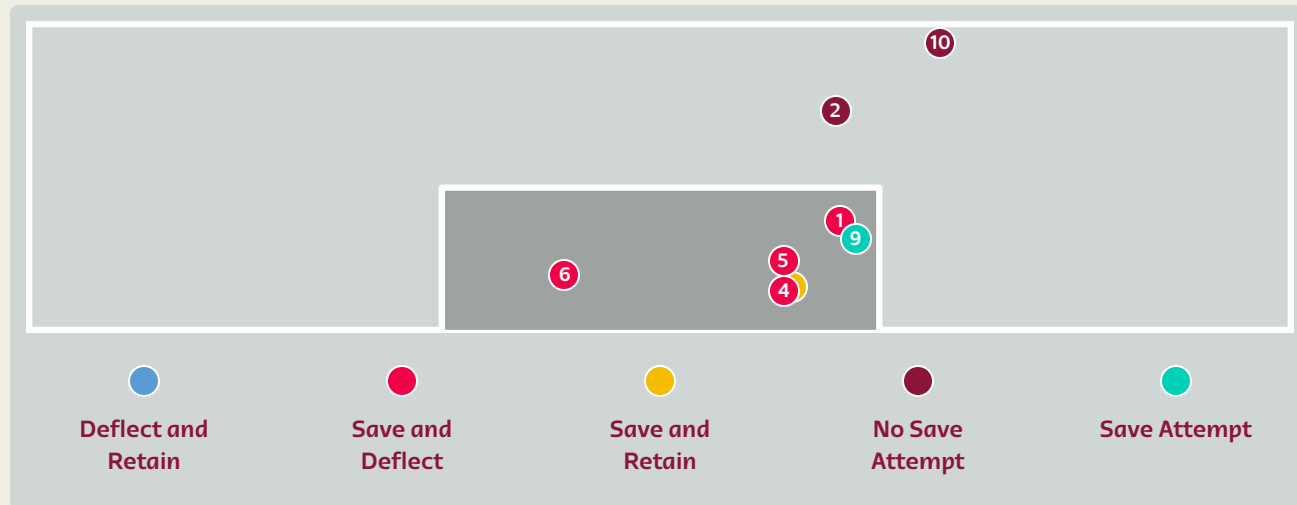 10
2
1
9
5
6
4
Deflect and
Retain
Save and
Deflect
Save and
Retain
No Save
Attempt
Save Attempt